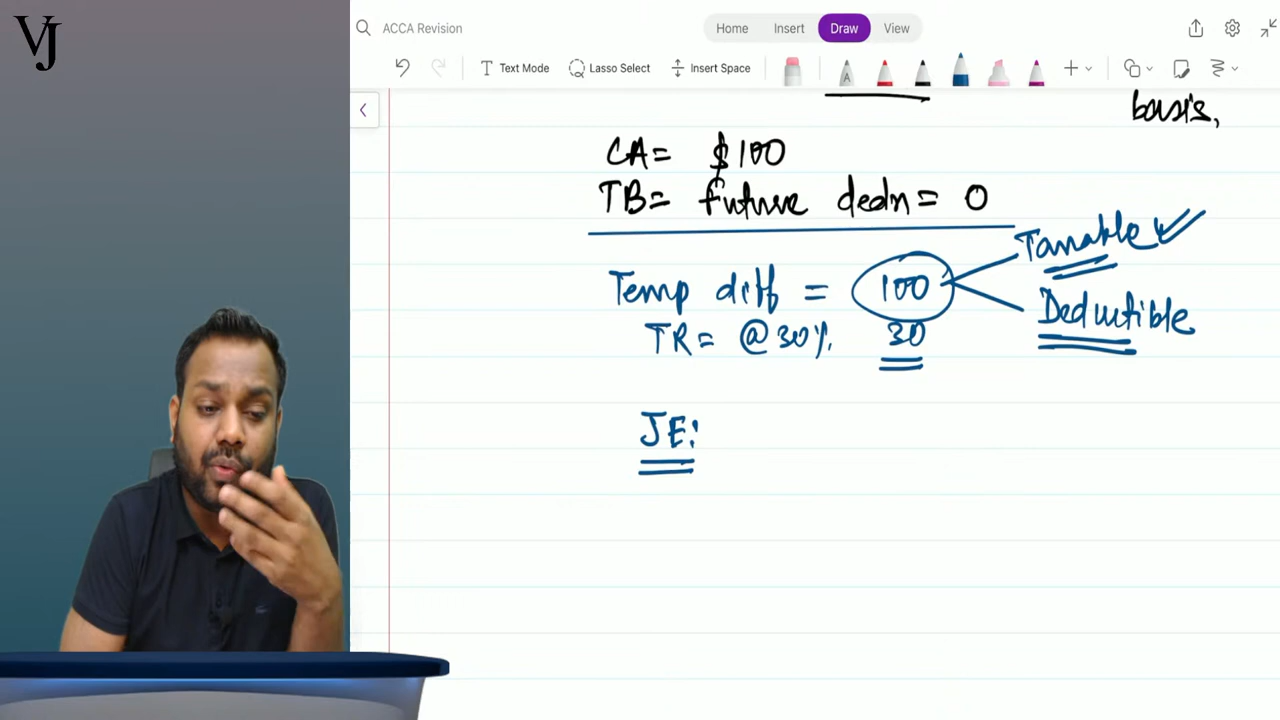 VJ
ACCA Revision
Home Insert Draw View
Text Mode Lasso Select Insert Space
basis,
CA= $100
TB= future dedn = 0
Temp diff = 100
Taxable
Deductible
TR= @30% 30
JE: